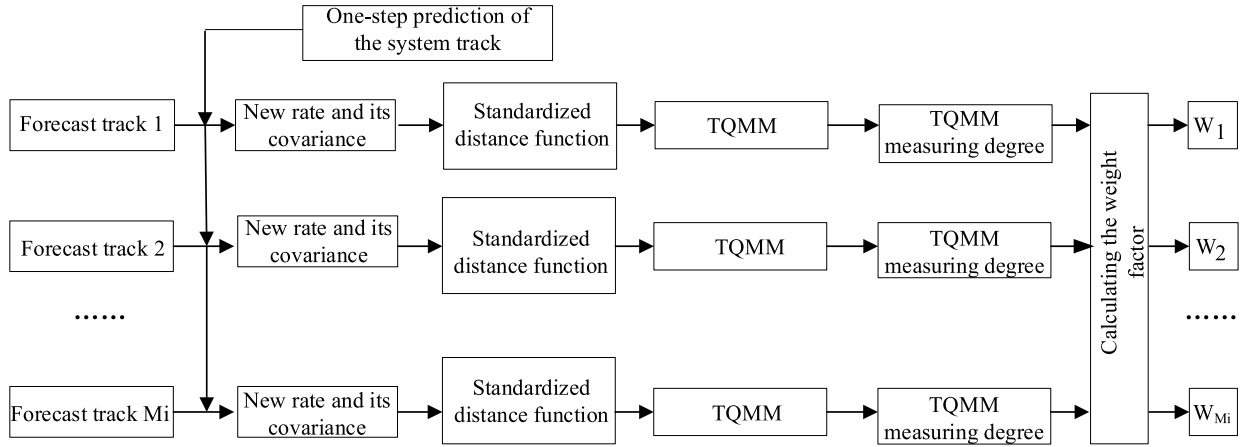 One-step prediction of
the system track
Forecast track 1
New rate and its
covariance
Standardized
distance function
TQMM
TQMM
measuring degree
W1
Forecast track 2
New rate and its
covariance
Standardized
distance function
TQMM
TQMM
measuring degree
W2
Calculating the weight
factor
......
......
Forecast track Mi
New rate and its
covariance
Standardized
distance function
TQMM
TQMM
measuring degree
WMi